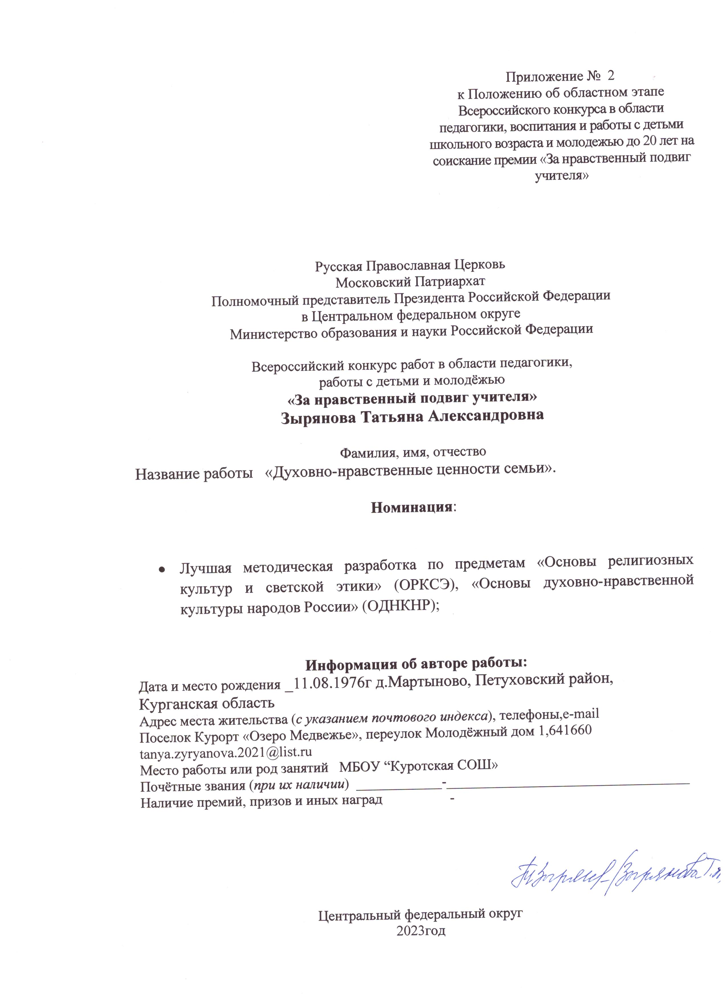 Приложение №  2
к Положению об областном этапе
Всероссийского конкурса в области
педагогики, воспитания и работы с детьми
школьного возраста и молодежью до 20 лет на
соискание премии «За нравственный подвиг
учителя»
Русская Православная Церковь
Московский Патриархат
Полномочный представитель Президента Российской Федерации
в Центральном федеральном округе
Министерство образования и науки Российской Федерации
Всероссийский конкурс работ в области педагогики,
работы с детьми и молодёжью
«За нравственный подвиг учителя»
Зырянова Татьяна Александровна
Фамилия, имя, отчество
Название работы   «Духовно-нравственные ценности семьи».
Номинация:
• Лучшая методическая разработка по предметам «Основы религиозных
культур и светской этики» (ОРКСЭ), «Основы духовно-нравственной
культуры народов России» (ОДНКНР);
Информация об авторе работы:
Дата и место рождения _11.08.1976г д.Мартыново, Петуховский район,
Курганская область
Адрес места жительства (с указанием почтового индекса), телефоны,e-mail
Поселок Курорт «Озеро Медвежье», переулок Молодёжный дом 1,641660
tanya.zyryanova.2021@list.ru
Место работы или род занятий   МБОУ “Куротская СОШ»
Почётные звания (при их наличии)  ____________-__________________________________
Наличие премий, призов и иных наград                   -
(Зырянова Т.А.
Центральный федеральный округ
2023год